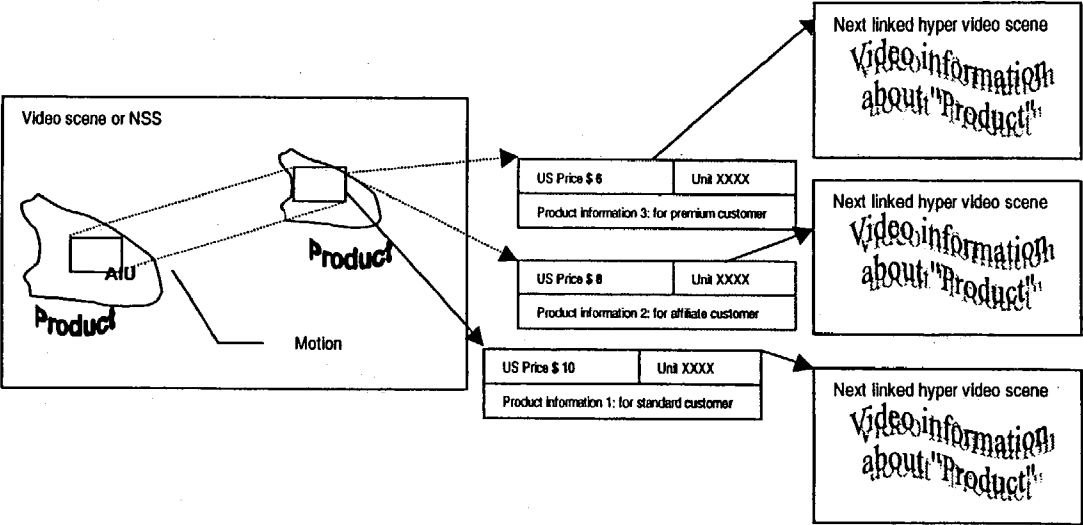 Video scene or NSS
AIU
Product
Product
Motion
US Price $ 6 Unit XXXX
Product information 3: for premium customer
US Price $ 8 Unit XXXX
Product information 2: for affiliate customer
US Price $ 10 Unit XXXX
Product information 1: for standard customer
Next linked hyper video scene
Video information
about "Product"
Next linked hyper video scene
Video information
about "Product"
Next linked hyper video scene
Video information
about "Product"